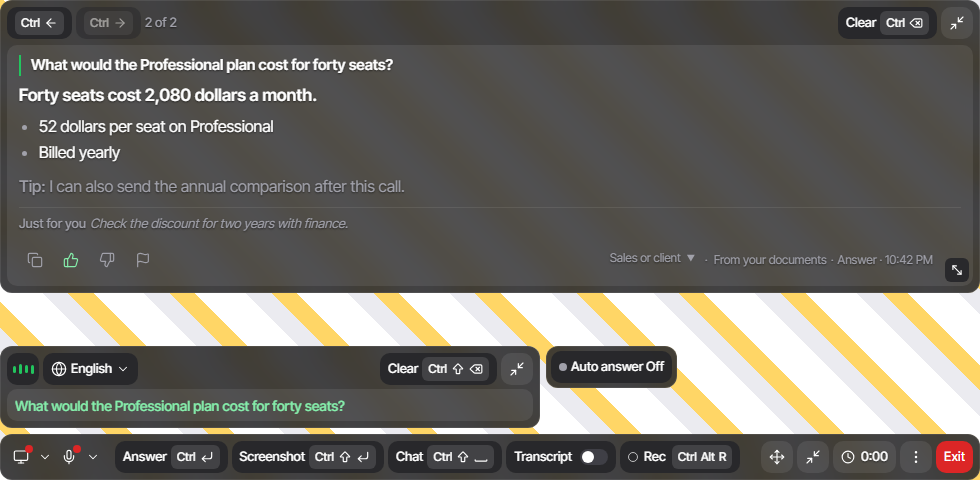 Ctrl ← Ctrl → 2 of 2 Clear Ctrl ⌫
What would the Professional plan cost for forty seats?
Forty seats cost 2,080 dollars a month.
• 52 dollars per seat on Professional
• Billed yearly
Tip: I can also send the annual comparison after this call.
Just for you Check the discount for two years with finance.
Sales or client ▼ · From your documents · Answer · 10:42 PM
English Clear Ctrl ⇧ ⌫ Auto answer Off
What would the Professional plan cost for forty seats?
Answer Ctrl ↵ Screenshot Ctrl ⇧ ↵ Chat Ctrl ⇧ ⎵ Transcript Rec Ctrl Alt R 0:00 Exit